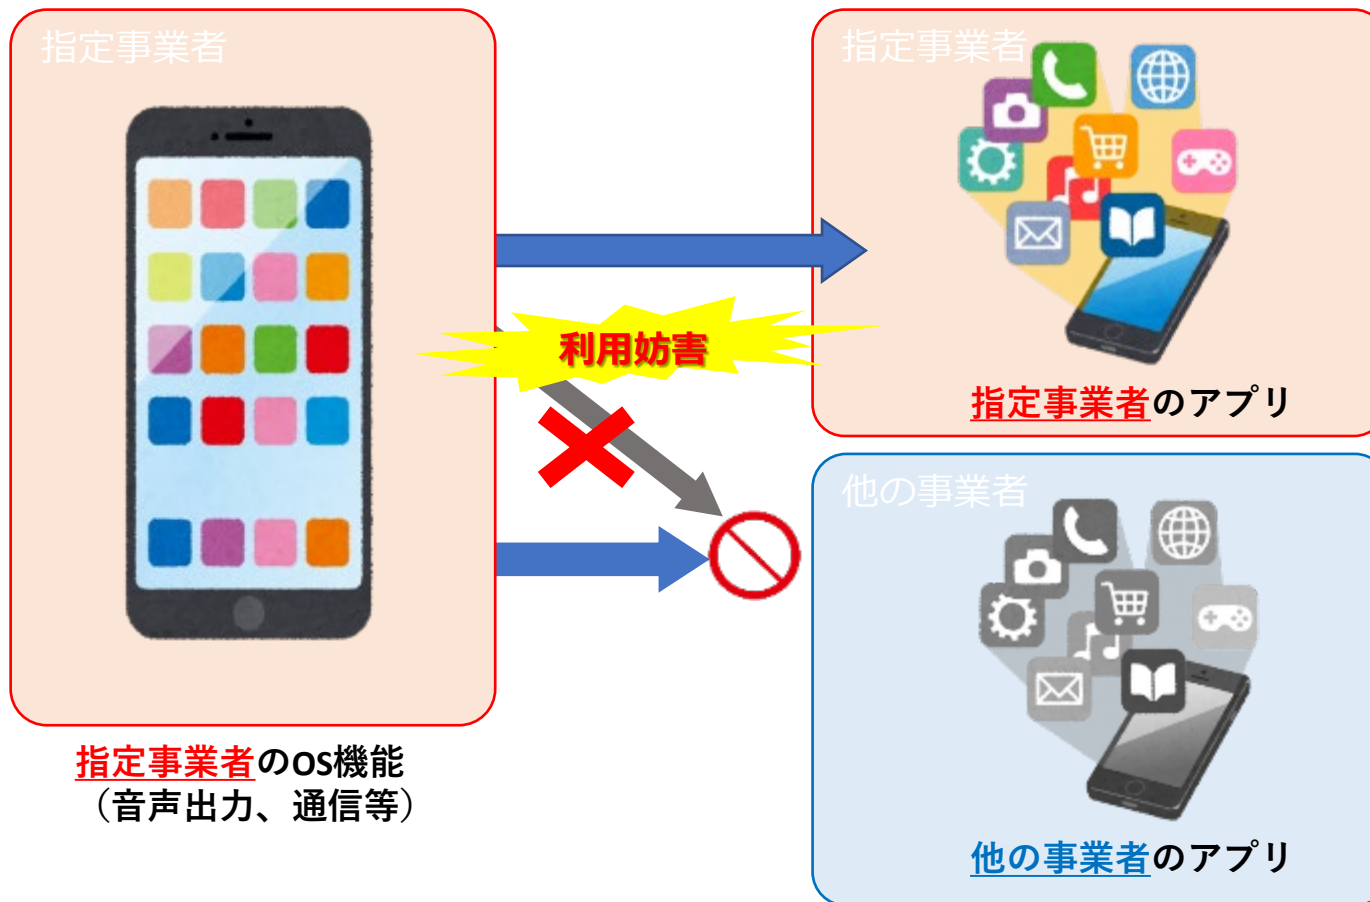 指定事業者
指定事業者
利用妨害
指定事業者のアプリ
他の事業者
指定事業者のOS機能
（音声出力、通信等）
他の事業者のアプリ